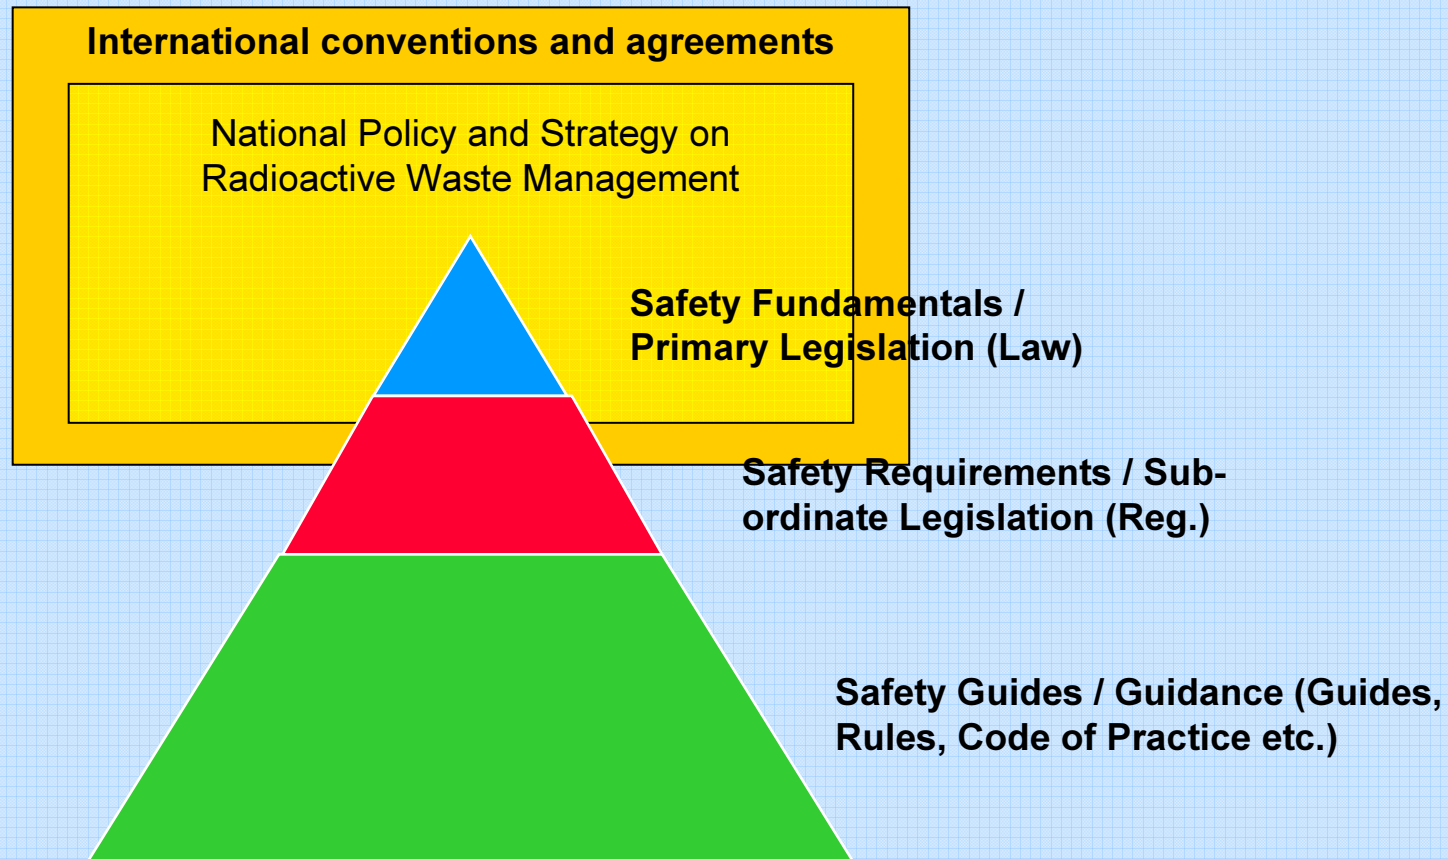 International conventions and agreements
National Policy and Strategy on
Radioactive Waste Management
Safety Fundamentals /
Primary Legislation (Law)
Safety Requirements / Sub-
ordinate Legislation (Reg.)
Safety Guides / Guidance (Guides,
Rules, Code of Practice etc.)